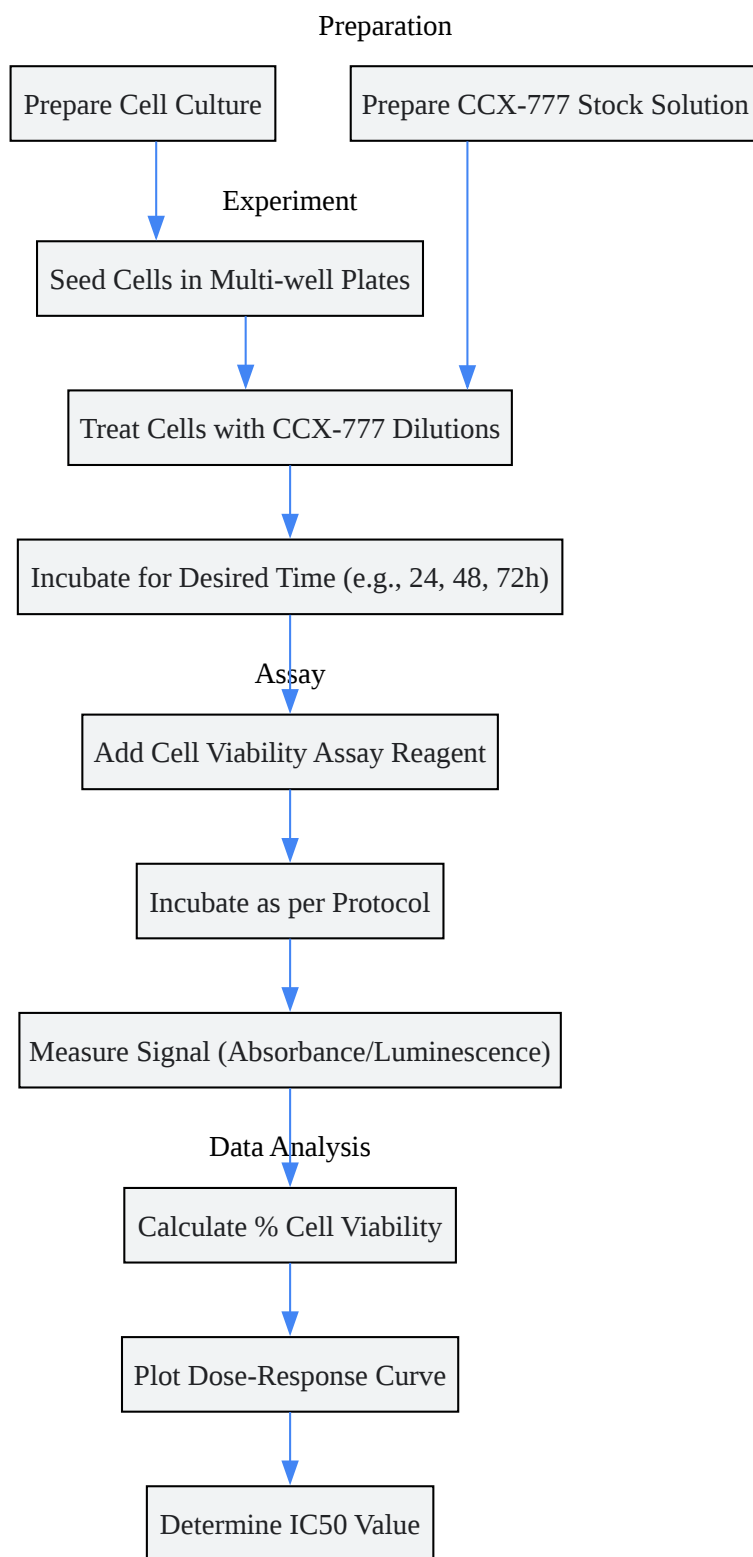 Preparation
Prepare Cell Culture
Prepare CCX-777 Stock Solution
Experiment
Seed Cells in Multi-well Plates
Treat Cells with CCX-777 Dilutions
Incubate for Desired Time (e.g., 24, 48, 72h)
Assay
Add Cell Viability Assay Reagent
Incubate as per Protocol
Measure Signal (Absorbance/Luminescence)
Data Analysis
Calculate % Cell Viability
Plot Dose-Response Curve
Determine IC50 Value